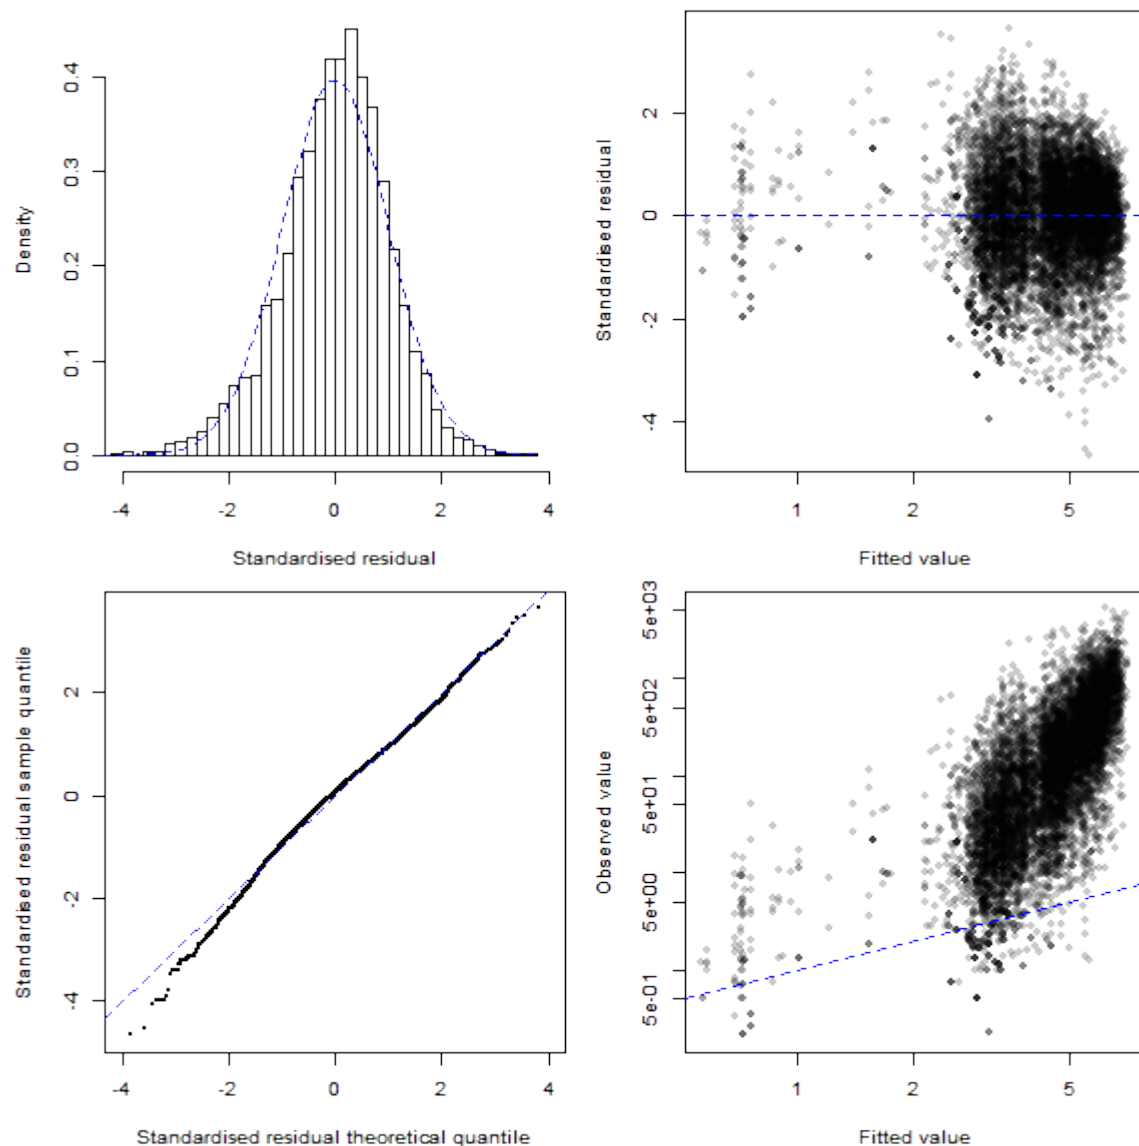 Density
0.0 0.1 0.2 0.3 0.4
-4 -2 0 2 4
Standardised residual
Standardised residual
-4 -2 0 2
1 2 5
Fitted value
Standardised residual sample quantile
-4 -2 0 2
-4 -2 0 2 4
Standardised residual theoretical quantile
Observed value
5e-01 5e+00 5e+01 5e+02 5e+03
1 2 5
Fitted value